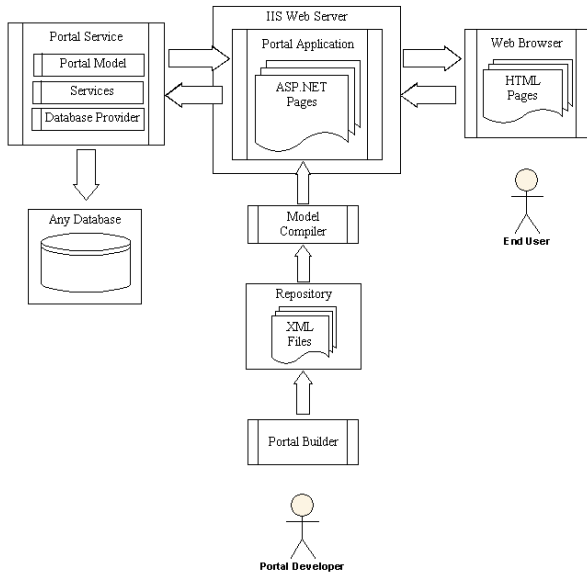 IIS Web Server
Portal Service
Portal Model
Services
Database Provider
Portal Application
ASP.NET
Pages
Web Browser
HTML
Pages
Any Database
Model
Compiler
End User
Repository
XML
Files
Portal Builder
Portal Developer